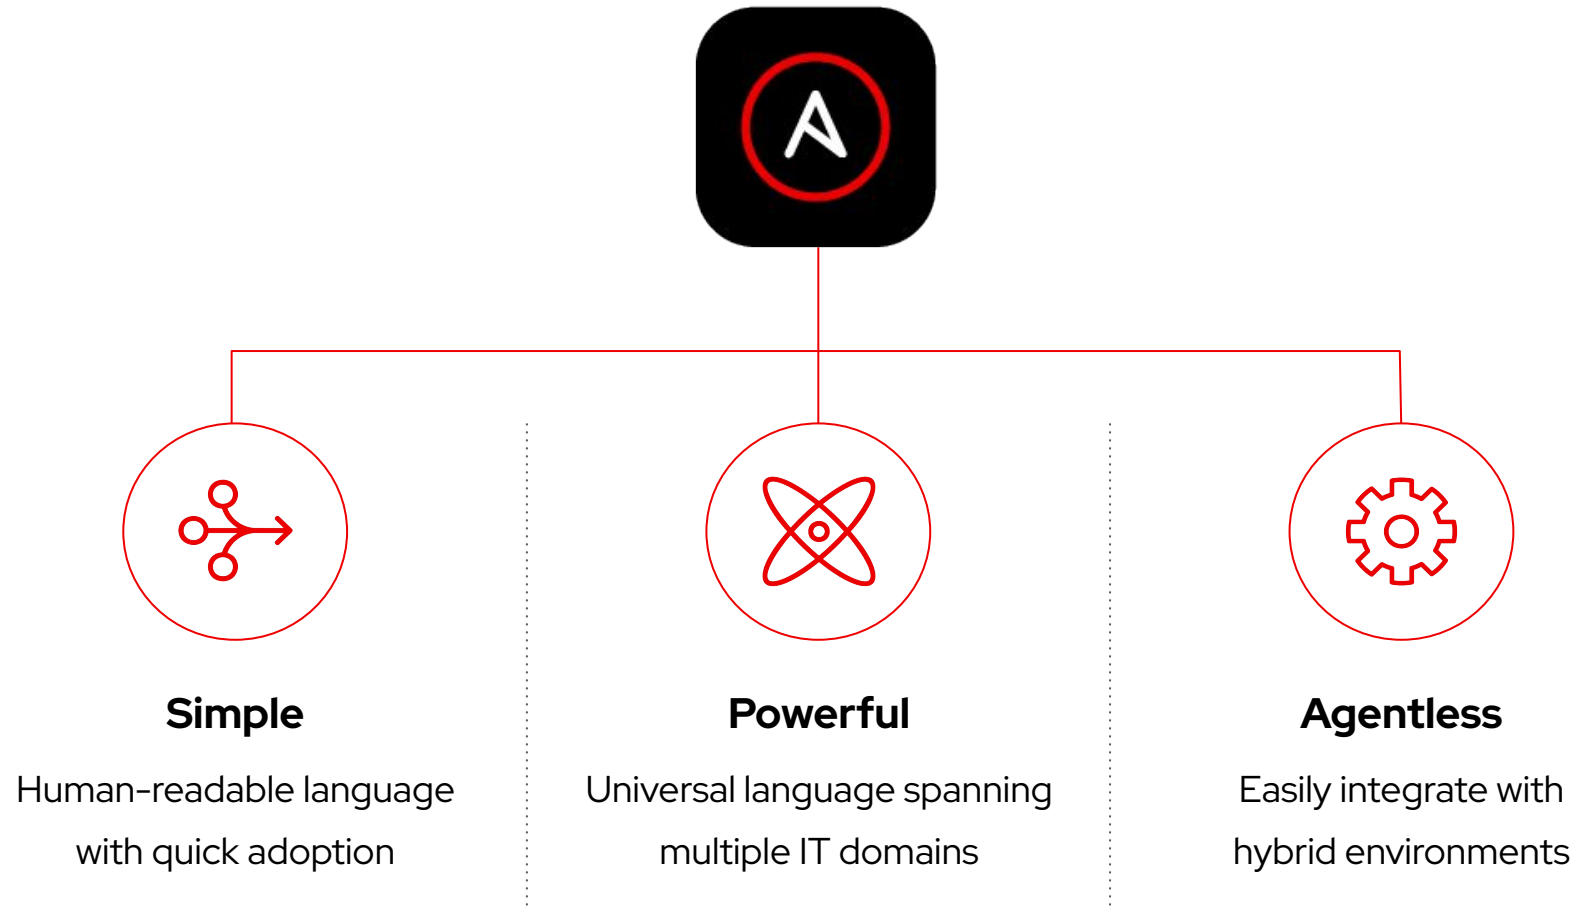 Simple
Human-readable language
with quick adoption
Powerful
Universal language spanning
multiple IT domains
Agentless
Easily integrate with
hybrid environments